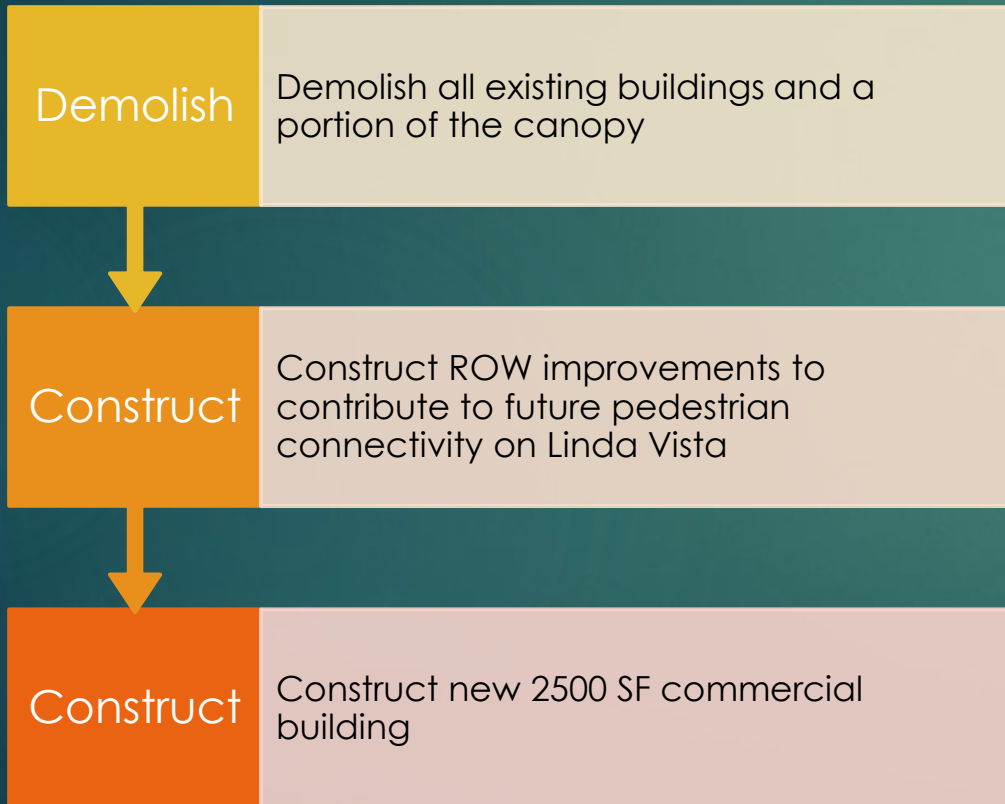 Demolish
Demolish all existing buildings and a
portion of the canopy
Construct
Construct ROW improvements to
contribute to future pedestrian
connectivity on Linda Vista
Construct
Construct new 2500 SF commercial
building